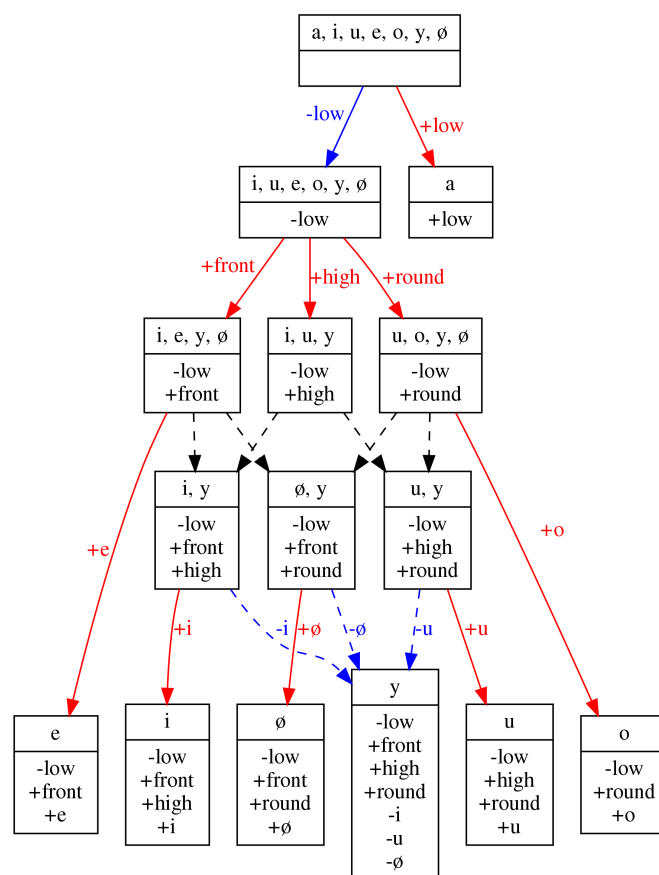 a, i, u, e, o, y, ø
-low
+low
i, u, e, o, y, ø
-low
a
+low
+front
+high
+round
i, e, y, ø
-low
+front
i, u, y
-low
+high
u, o, y, ø
-low
+round
i, y
-low
+front
+high
ø, y
-low
+front
+round
u, y
-low
+high
+round
+e
+o
+i
-i
+ø
-ø
-u
+u
e
-low
+front
+e
i
-low
+front
+high
+i
ø
-low
+front
+round
+ø
y
-low
+front
+high
+round
-i
-u
-ø
u
-low
+high
+round
+u
o
-low
+round
+o